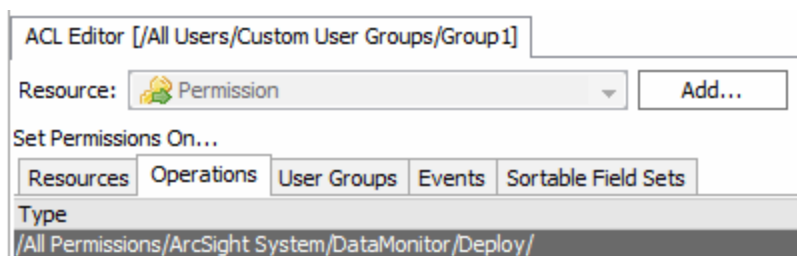 ACL Editor [/All Users/Custom User Groups/Group1]
Resource: Permission Add...
Set Permissions On...
Resources Operations User Groups Events Sortable Field Sets
Type
/All Permissions/ArcSight System/DataMonitor/Deploy/